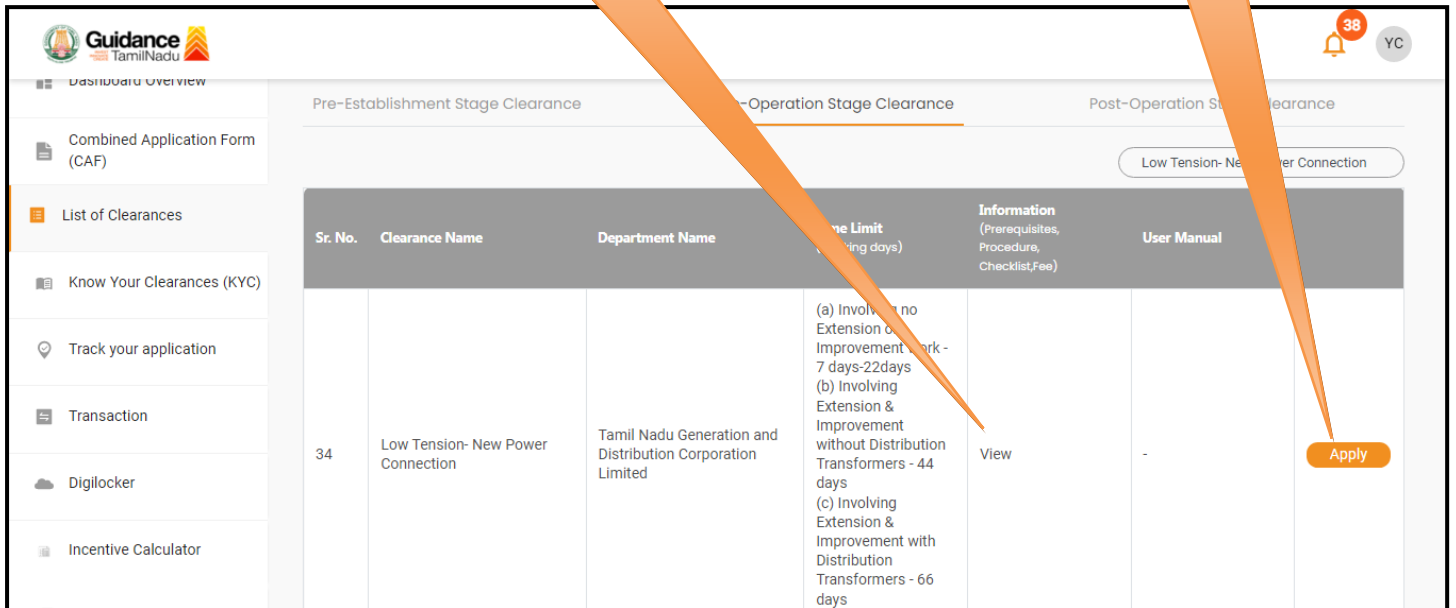 Guidance
TamilNadu
38
YC
Dashboard Overview
Combined Application Form
(CAF)
List of Clearances
Know Your Clearances (KYC)
Track your application
Transaction
Digilocker
Incentive Calculator
Pre-Establishment Stage Clearance
-Operation Stage Clearance
Post-Operation S learance
Low Tension- Ne er Connection
Sr. No.
Clearance Name
Department Name
me Limit
ing days)
Information
(Prerequisites,
Procedure,
Checklist,Fee)
User Manual
34
Low Tension- New Power
Connection
Tamil Nadu Generation and
Distribution Corporation
Limited
(a) Involving no
Extension o
Improvement Work -
7 days-22days
(b) Involving
Extension &
Improvement
without Distribution
Transformers - 44
days
(c) Involving
Extension &
Improvement with
Distribution
Transformers - 66
days
View
-
Apply